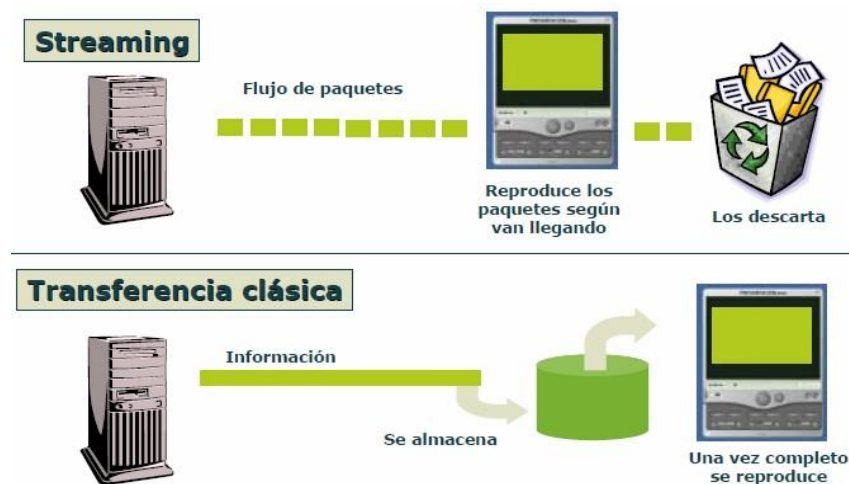 Streaming
Flujo de paquetes
Reproduce los
paquetes según
van llegando
Los descarta
Transferencia clásica
Información
Se almacena
Una vez completo
se reproduce